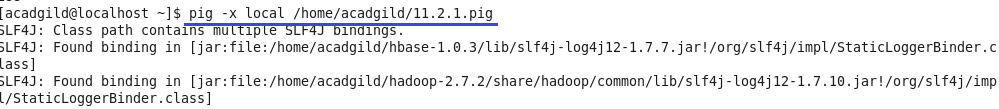 [acadgild@localhost ~]$ pig -x local /home/acadgild/11.2.1.pig
SLF4J: Class path contains multiple SLF4J bindings.
SLF4J: Found binding in [jar:file:/home/acadgild/hbase-1.0.3/lib/slf4j-log4j12-1.7.7.jar!/org/slf4j/impl/StaticLoggerBinder.c
lass]
SLF4J: Found binding in [jar:file:/home/acadgild/hadoop-2.7.2/share/hadoop/common/lib/slf4j-log4j12-1.7.10.jar!/org/slf4j/imp
l/StaticLoggerBinder.class]